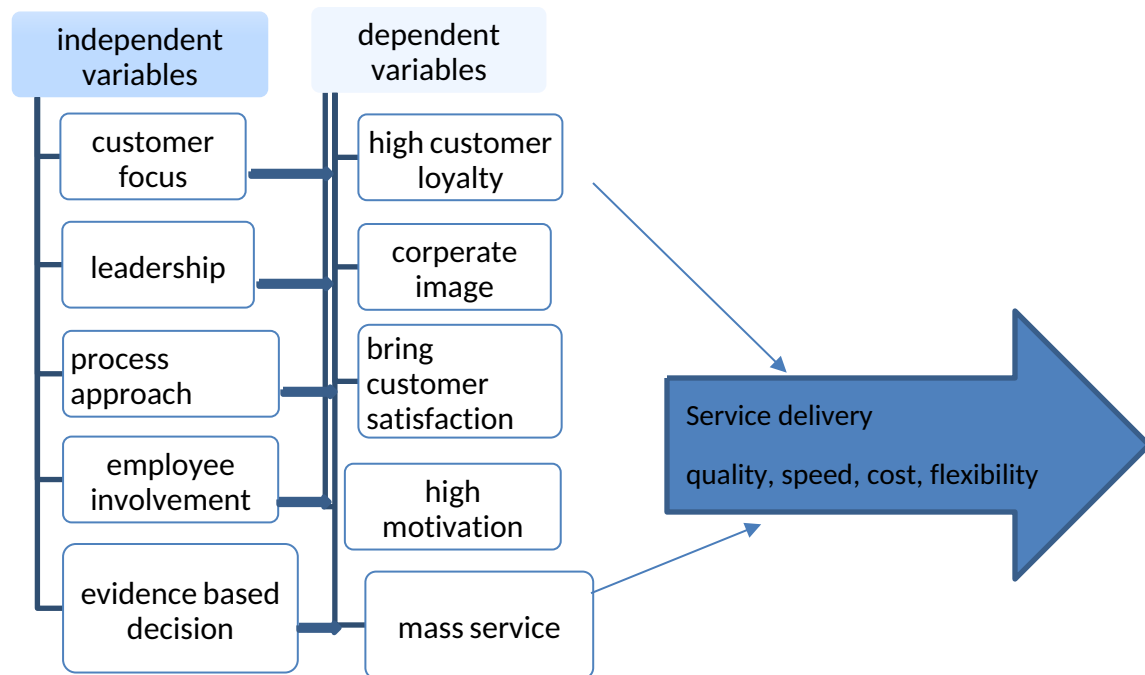 independent
variables
customer
focus
leadership
process
approach
employee
involvement
evidence based
decision
dependent
variables
high customer
loyalty
corperate
image
bring
customer
satisfaction
high
motivation
mass service
Service delivery
quality, speed, cost, flexibility